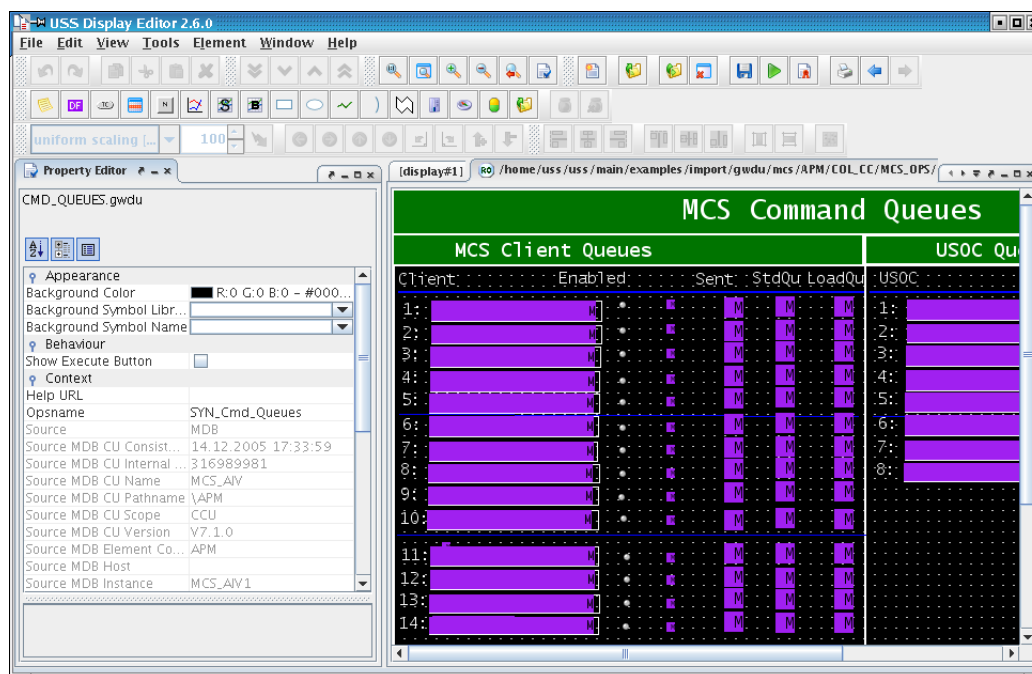 USS Display Editor 2.6.0
File Edit View Tools Element Window Help
DF TC N S B
uniform scaling [... 100
Property Editor
[display#1] RO /home/uss/uss/main/examples/import/gwdu/mcs/APM/COL_CC/MCS_OPS/
CMD_QUEUES.gwdu
Appearance
Background Color R:0 G:0 B:0 - #000...
Background Symbol Libr...
Background Symbol Name
Behaviour
Show Execute Button
Context
Help URL
Opsname SYN_Cmd_Queues
Source MDB
Source MDB CU Consist... 14.12.2005 17:33:59
Source MDB CU Internal ... 316989981
Source MDB CU Name MCS_AIV
Source MDB CU Pathname \APM
Source MDB CU Scope CCU
Source MDB CU Version V7.1.0
Source MDB Element Co... APM
Source MDB Host
Source MDB Instance MCS_AIV1
MCS Command Queues
MCS Client Queues USOC Qu
Client Enabled Sent StdQu LoadQu USOC
1: M M M M 1:
2: M M M M 2:
3: M M M M 3:
4: M M M M 4:
5: M M M M 5:
6: M M M M 6:
7: M M M M 7:
8: M M M M 8:
9: M M M M
10: M M M M
11: M M M M
12: M M M M
13: M M M M
14: M M M M